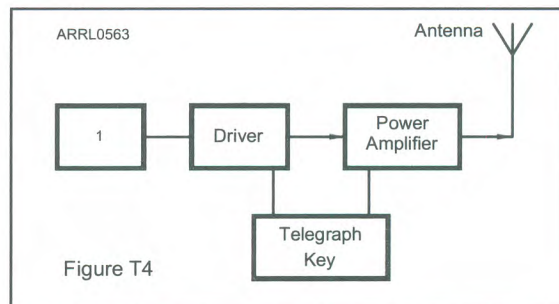 ARRL0563
Antenna
1
Driver
Power
Amplifier
Telegraph
Key
Figure T4